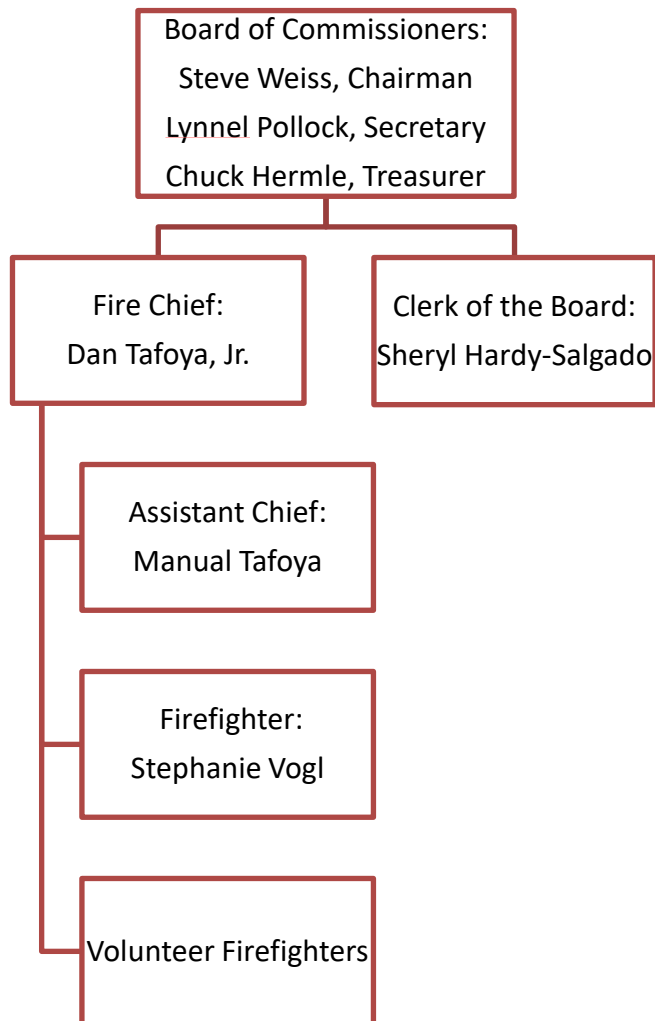 Board of Commissioners:
Steve Weiss, Chairman
Lynnel Pollock, Secretary
Chuck Hermle, Treasurer
Fire Chief:
Dan Tafoya, Jr.
Clerk of the Board:
Sheryl Hardy-Salgado
Assistant Chief:
Manual Tafoya
Firefighter:
Stephanie Vogl
Volunteer Firefighters